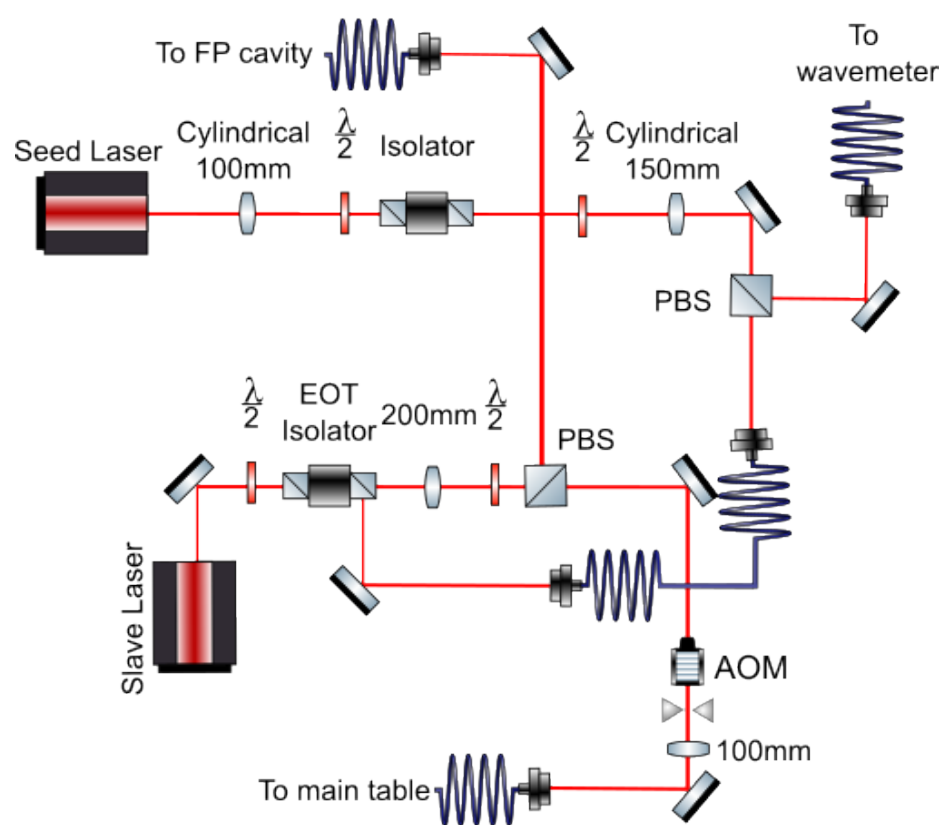 To FP cavity
To
wavemeter
Seed Laser
Cylindrical
100mm
λ
2
Isolator
λ
2
Cylindrical
150mm
PBS
λ
2
EOT
Isolator
200mm
λ
2
PBS
Slave Laser
AOM
100mm
To main table